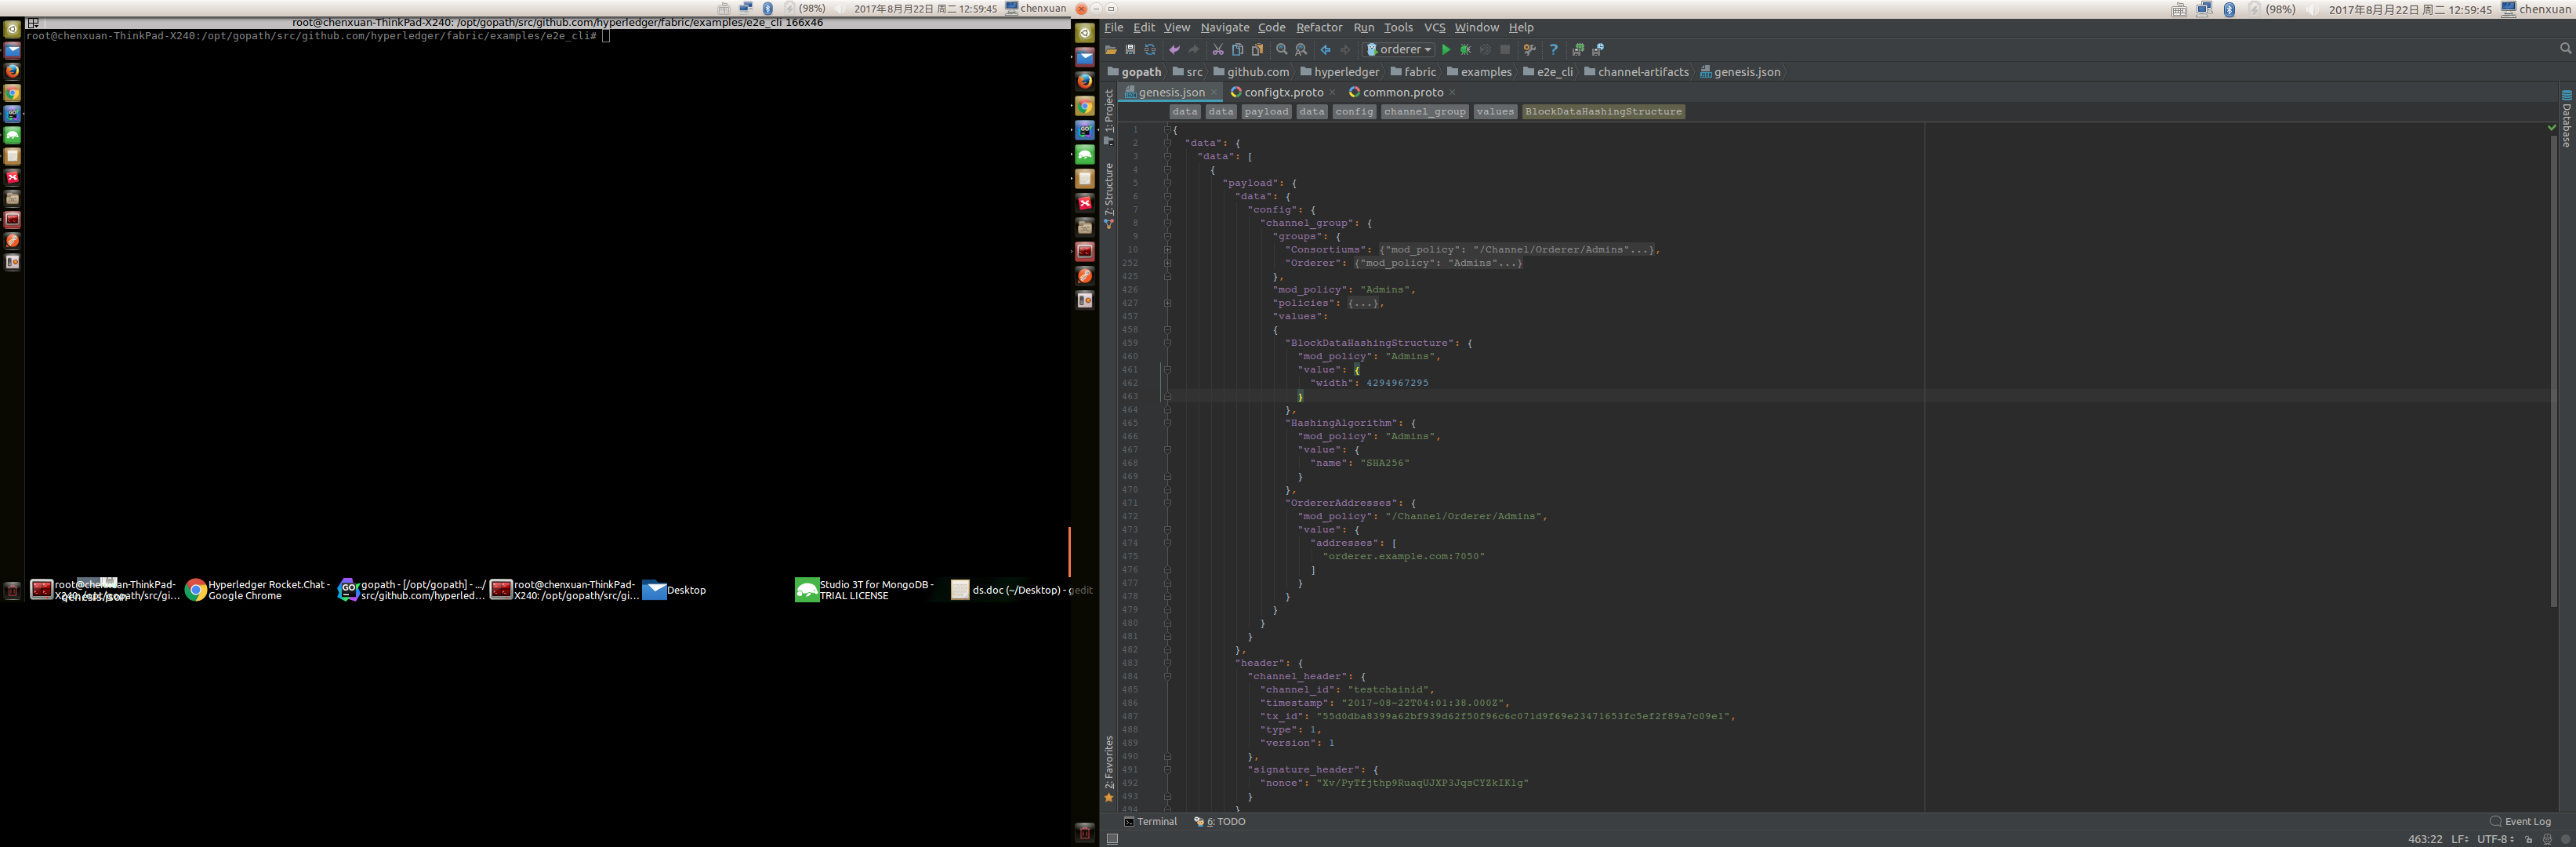 (98%) 2017年8月月22日 周二 12:59:45 chenxuan
root@chenxuan-ThinkPad-X240: /opt/gopath/src/github.com/hyperledger/fabric/examples/e2e_cli 166x46
root@chenxuan-ThinkPad-X240:/opt/gopath/src/github.com/hyperledger/fabric/examples/e2e_cli#
root@chenxuan-ThinkPad-
X240: /opt/gopath/src/gi...
genesis.json
Hyperledger Rocket.Chat -
Google Chrome
gopath - [/opt/gopath] - .../
src/github.com/hyperled...
root@chenxuan-ThinkPad-
X240: /opt/gopath/src/gi...
Desktop
Studio 3T for MongoDB -
TRIAL LICENSE
ds.doc (~/Desktop) - gedit
(98%) 2017年8月月22日 周二 12:59:45 chenxuan
File Edit View Navigate Code Refactor Run Tools VCS Window Help
orderer
gopath src github.com hyperledger fabric examples e2e_cli channel-artifacts genesis.json
genesis.json configtx.proto common.proto
data data payload data config channel_group values BlockDataHashingStructure
1: Project
7: Structure
2: Favorites
Database
1 {
2 "data": {
3 "data": [
4 {
5 "payload": {
6 "data": {
7 "config": {
8 "channel_group": {
9 "groups": {
10 "Consortiums": {"mod_policy": "/Channel/Orderer/Admins"...},
252 "Orderer": {"mod_policy": "Admins"...}
425 },
426 "mod_policy": "Admins",
427 "policies": {...},
457 "values":
458 {
459 "BlockDataHashingStructure": {
460 "mod_policy": "Admins",
461 "value": {
462 "width": 4294967295
463 }
464 },
465 "HashingAlgorithm": {
466 "mod_policy": "Admins",
467 "value": {
468 "name": "SHA256"
469 }
470 },
471 "OrdererAddresses": {
472 "mod_policy": "/Channel/Orderer/Admins",
473 "value": {
474 "addresses": [
475 "orderer.example.com:7050"
476 ]
477 }
478 }
479 }
480 }
481 }
482 },
483 "header": {
484 "channel_header": {
485 "channel_id": "testchainid",
486 "timestamp": "2017-08-22T04:01:38.000Z",
487 "tx_id": "55d0dba8399a62bf939d62f50f96c6c071d9f69e23471653fc5ef2f89a7c09e1",
488 "type": 1,
489 "version": 1
490 },
491 "signature_header": {
492 "nonce": "Xv/PyTfjthp9RuaqUJXP3JqsCYZkIKlg"
493 }
494 }
Terminal 6: TODO Event Log
463:22 LF UTF-8